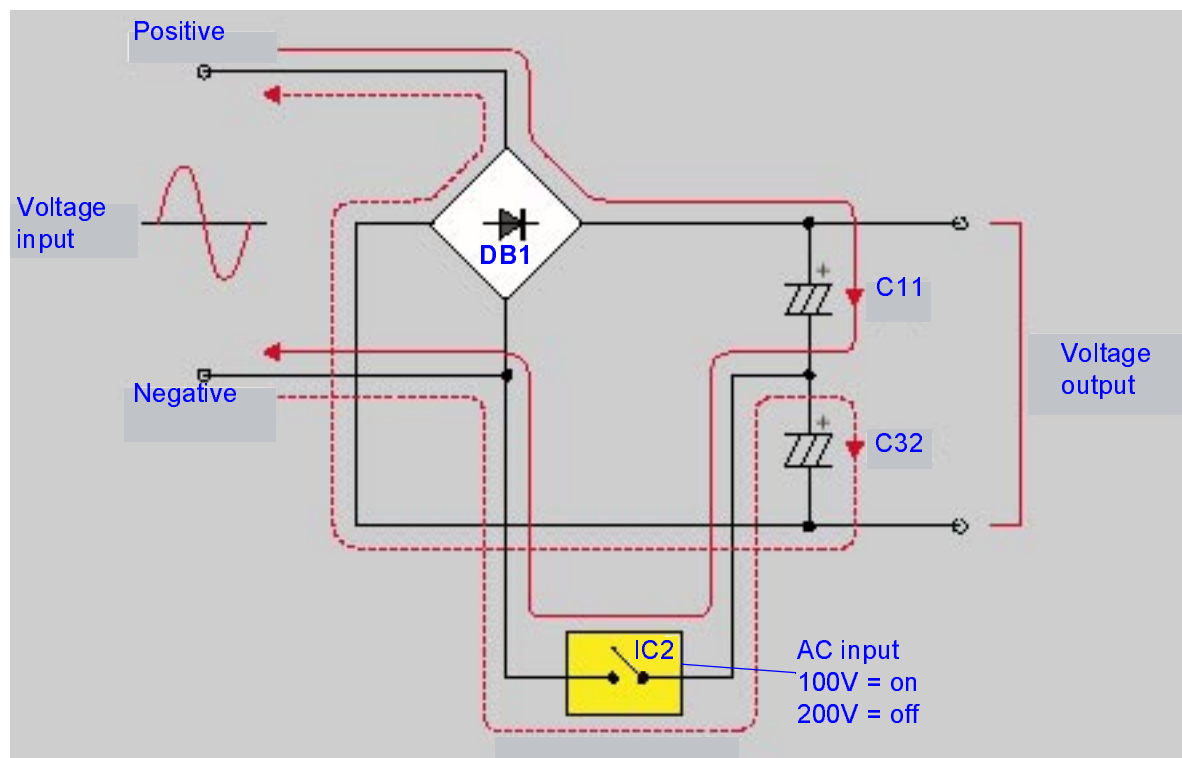 Positive
Voltage
input
DB1
+
C11
Negative
Voltage
output
+
C32
IC2
AC input
100V = on
200V = off